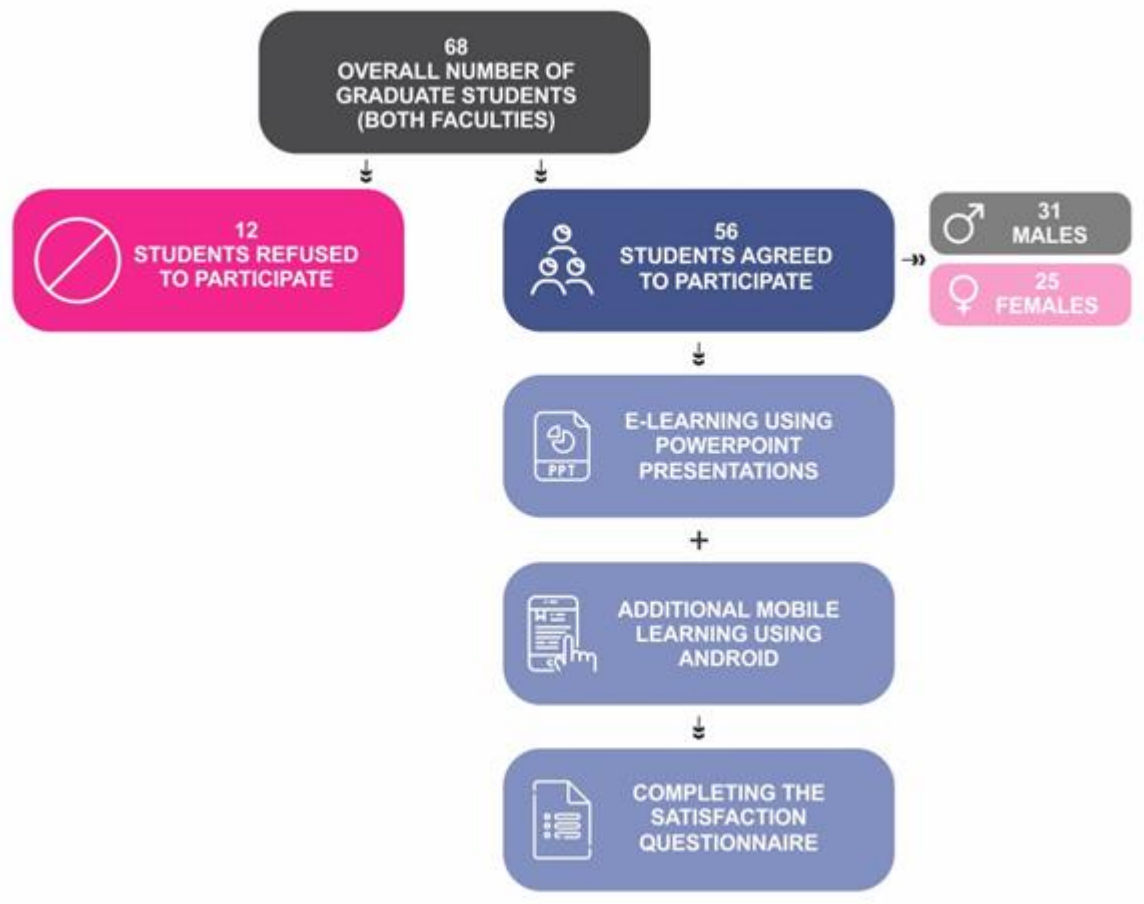 68
OVERALL NUMBER OF
GRADUATE STUDENTS
(BOTH FACULTIES)
12
STUDENTS REFUSED
TO PARTICIPATE
56
STUDENTS AGREED
TO PARTICIPATE
31
MALES
25
FEMALES
PPT
E-LEARNING USING
POWERPOINT
PRESENTATIONS
+
ADDITIONAL MOBILE
LEARNING USING
ANDROID
COMPLETING THE
SATISFACTION
QUESTIONNAIRE